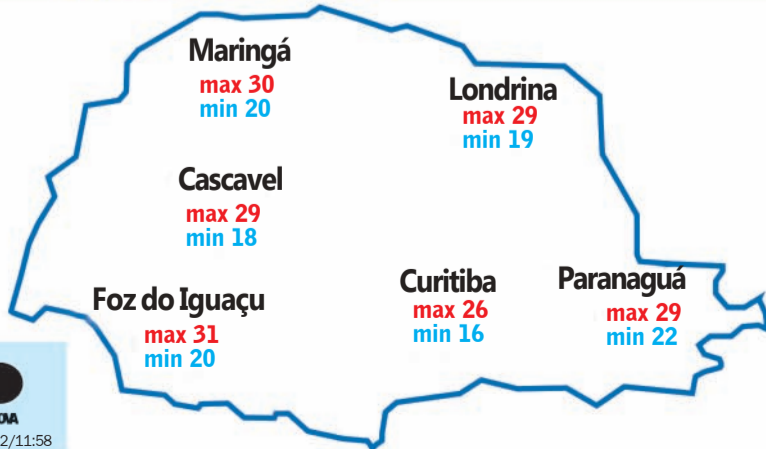 Maringá
max 30
min 20
Londrina
max 29
min 19
Cascavel
max 29
min 18
Foz do Iguaçu
max 31
min 20
Curitiba
max 26
min 16
Paranaguá
max 29
min 22
2/11:58